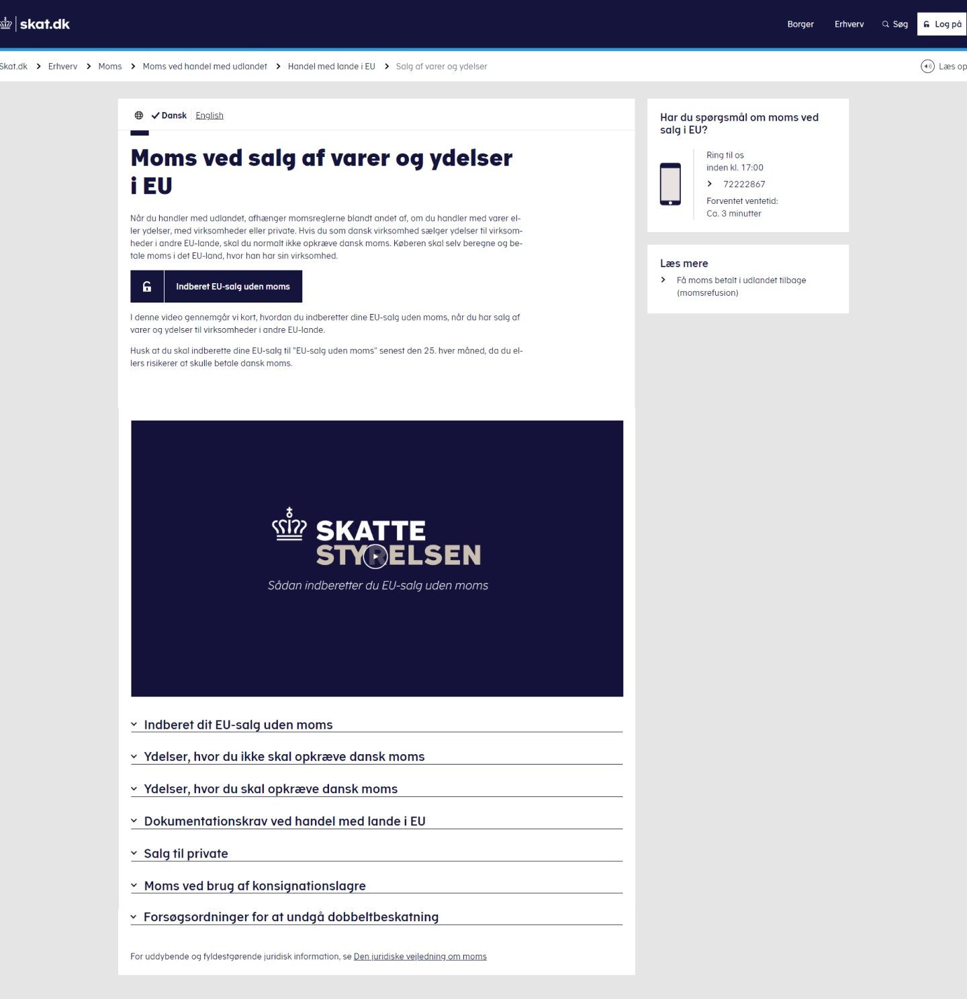 skat.dk
Borger
Erhverv
Søg
Log på
Skat.dk
Erhverv
Moms
Moms ved handel med udlandet
Handel med lande i EU
Salg af varer og ydelser
Læs op
Dansk
English
Moms ved salg af varer og ydelser
i EU
Når du handler med udlandet, afhænger momsreglerne blandt andet af, om du handler med varer el-
ler ydelser, med virksomheder eller private. Hvis du som dansk virksomhed sælger ydelser til virksom-
heder i andre EU-lande, skal du normalt ikke opkræve dansk moms. Køberen skal selv beregne og be-
tale moms i det EU-land, hvor han har sin virksomhed.
Indberet EU-salg uden moms
I denne video gennemgår vi kort, hvordan du indberetter dine EU-salg uden moms, når du har salg af
varer og ydelser til virksomheder i andre EU-lande.
Husk at du skal indberette dine EU-salg til "EU-salg uden moms" senest den 25. hver måned, da du el-
lers risikerer at skulle betale dansk moms.
SKATTE
STYRELSEN
Sådan indberetter du EU-salg uden moms
Indberet dit EU-salg uden moms
Ydelser, hvor du ikke skal opkræve dansk moms
Ydelser, hvor du skal opkræve dansk moms
Dokumentationskrav ved handel med lande i EU
Salg til private
Moms ved brug af konsignationslagre
Forsøgsordninger for at undgå dobbeltbeskatning
For uddybende og fyldestgørende juridisk information, se Den juridiske vejledning om moms
Har du spørgsmål om moms ved
salg i EU?
Ring til os
inden kl. 17:00
72222867
Forventet ventetid:
Ca. 3 minutter
Læs mere
Få moms betalt i udlandet tilbage
(momsrefusion)